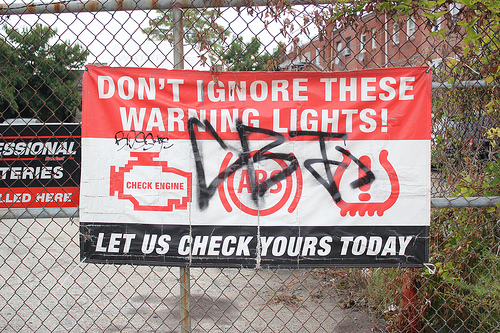 DON'T IGNORE THESE
WARNING LIGHTS!
CHECK ENGINE
ABS
LET US CHECK YOURS TODAY
ESSIONAL
TERIES
LLED HERE